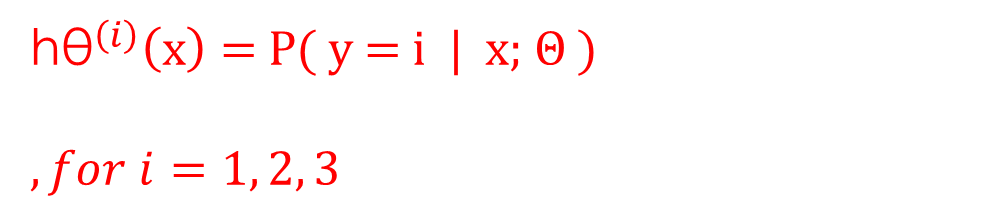 hθ⁽ⁱ⁾(x) = P( y = i | x; Θ )
, for i = 1, 2, 3